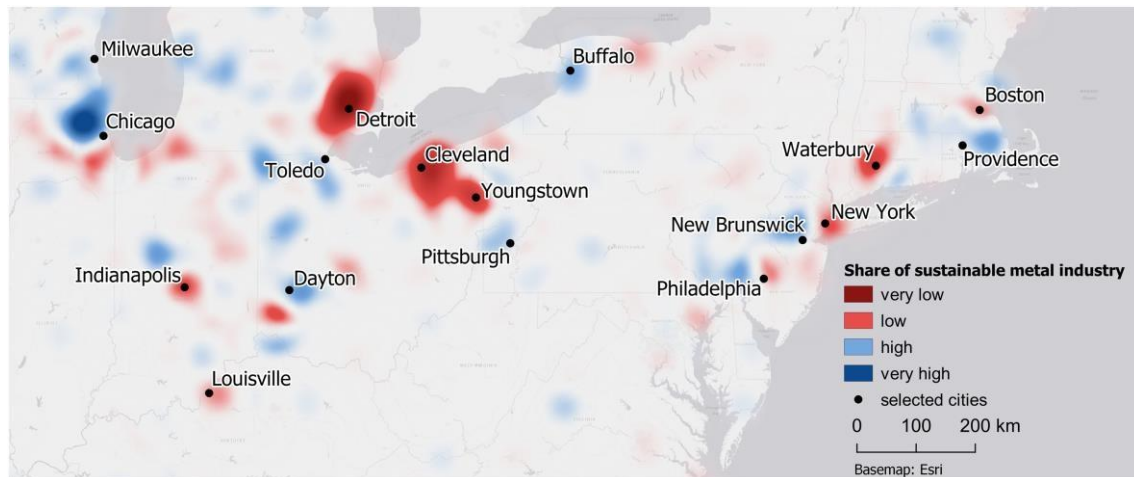 Milwaukee
Buffalo
Boston
Chicago
Detroit
Toledo
Cleveland
Waterbury
Providence
Youngstown
New York
New Brunswick
Pittsburgh
Indianapolis
Dayton
Philadelphia
Louisville
Share of sustainable metal industry
very low
low
high
very high
selected cities
0 100 200 km
Basemap: Esri